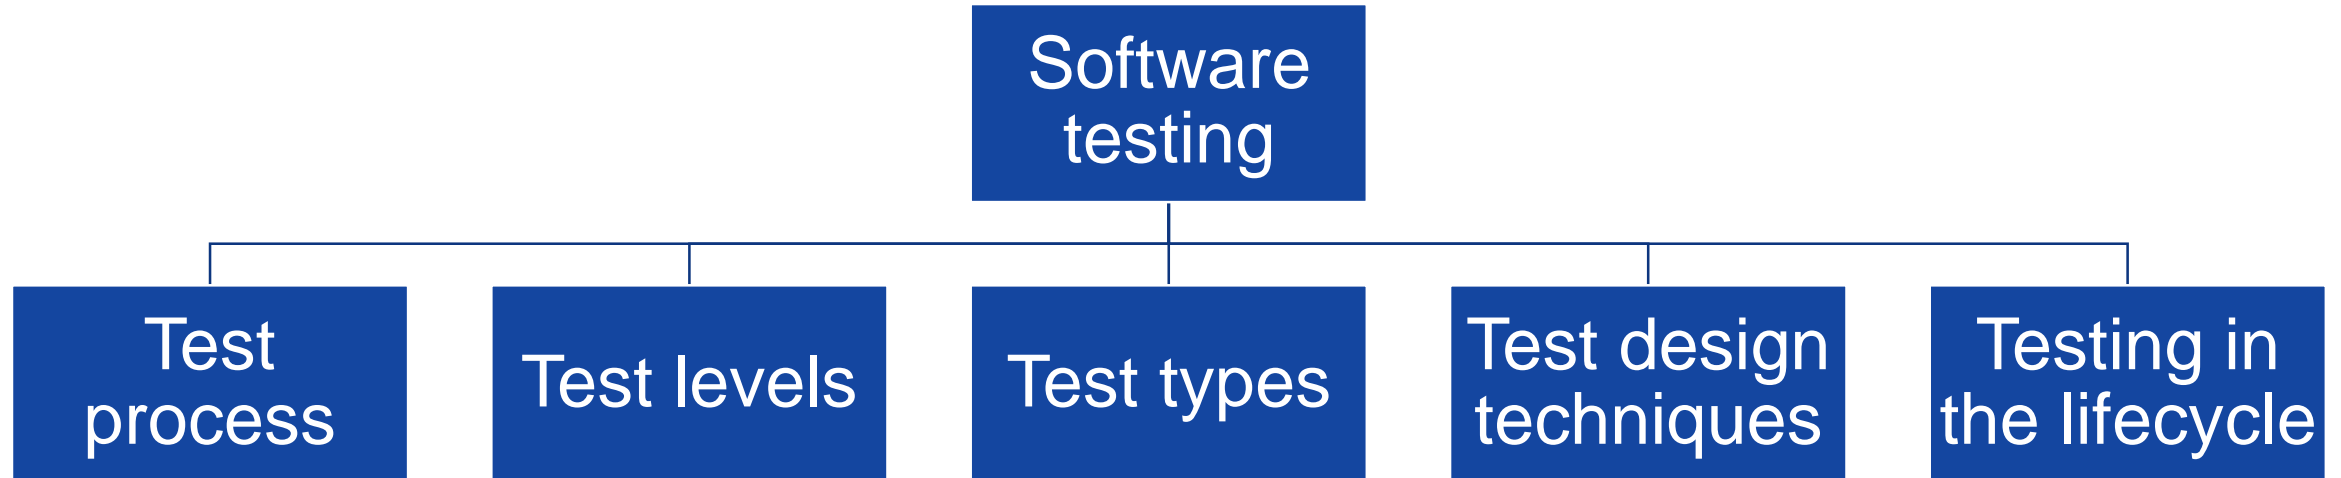 Software
testing
Test
process
Test levels
Test types
Test design
techniques
Testing in
the lifecycle